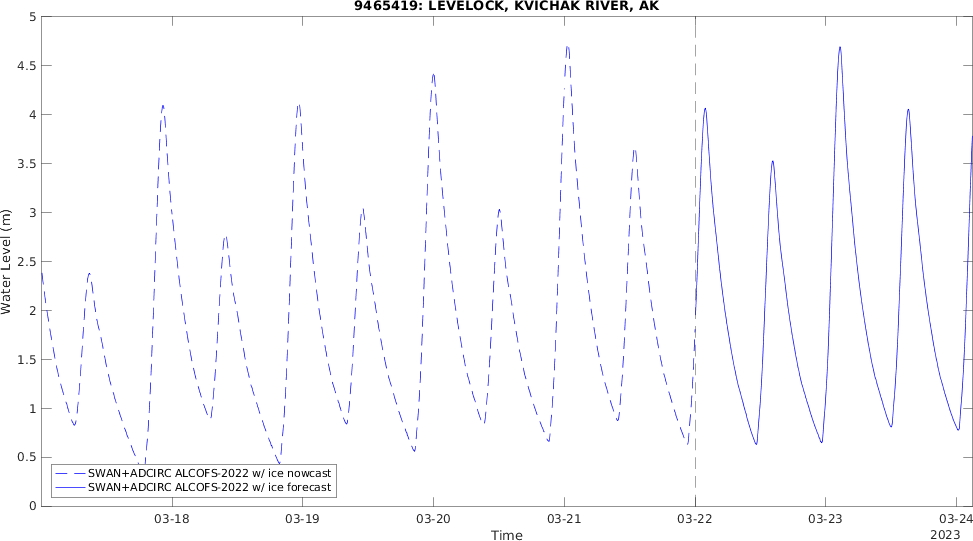 9465419: LEVELOCK, KVICHAK RIVER, AK
5
4.5
4
3.5
3
2.5
2
1.5
1
0.5
0
Water Level (m)
SWAN+ADCIRC ALCOFS-2022 w/ ice nowcast
SWAN+ADCIRC ALCOFS-2022 w/ ice forecast
03-18 03-19 03-20 03-21 03-22 03-23 03-24
Time
2023